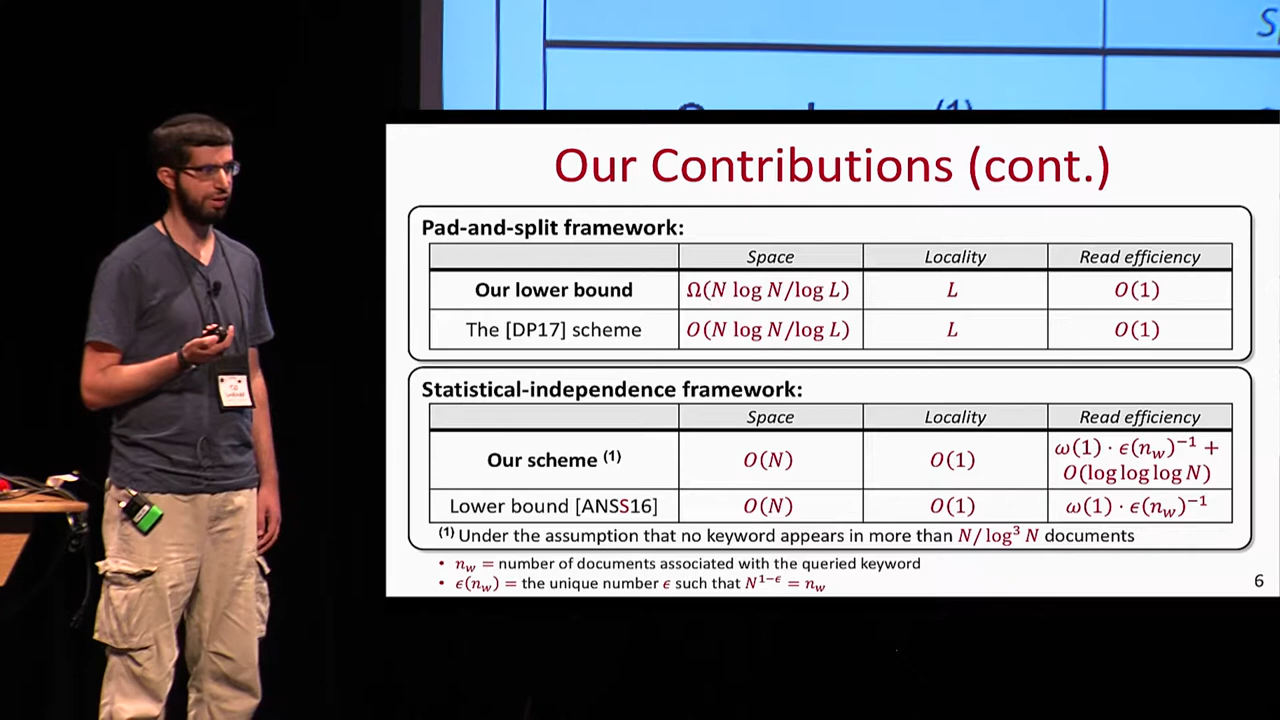 (1)
Our Contributions (cont.)
Pad-and-split framework:
Space Locality Read efficiency
Our lower bound Ω(N log N/log L) L O(1)
The [DP17] scheme O(N log N/log L) L O(1)
Statistical-independence framework:
Space Locality Read efficiency
Our scheme (1) O(N) O(1) ω(1) · ϵ(n_w)⁻¹ + O(log log log N)
Lower bound [ANSS16] O(N) O(1) ω(1) · ϵ(n_w)⁻¹
(1) Under the assumption that no keyword appears in more than N/log³ N documents
• n_w = number of documents associated with the queried keyword
• ϵ(n_w) = the unique number ϵ such that N^{1−ϵ} = n_w
6